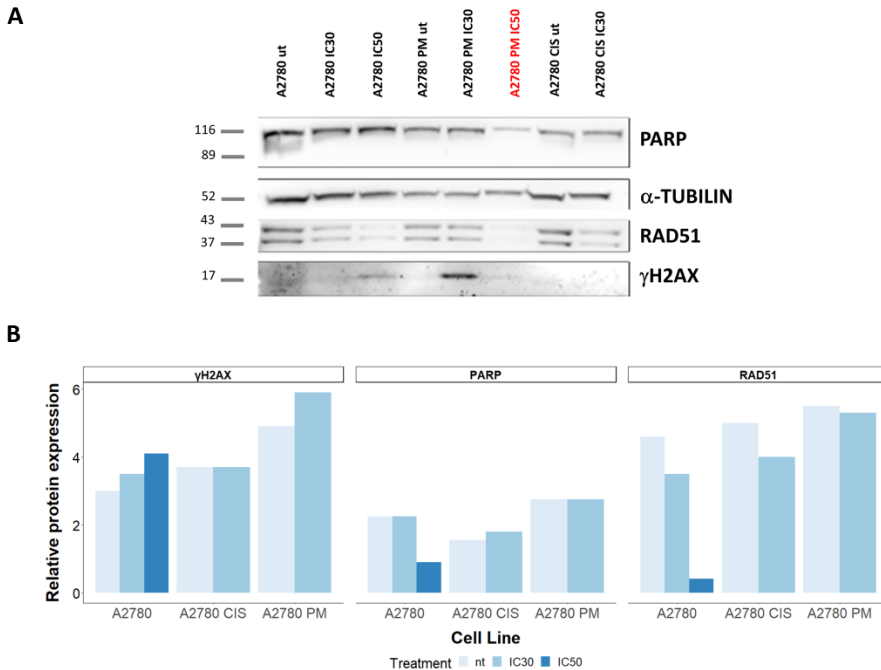 A
A2780 ut
A2780 IC30
A2780 IC50
A2780 PM ut
A2780 PM IC30
A2780 PM IC50
A2780 CIS ut
A2780 CIS IC30
116
89
PARP
52
α-TUBILIN
43
37
RAD51
17
γH2AX
B
γH2AX PARP RAD51
Relative protein expression
6
4
2
0
A2780 A2780 CIS A2780 PM A2780 A2780 CIS A2780 PM A2780 A2780 CIS A2780 PM
Cell Line
Treatment nt IC30 IC50